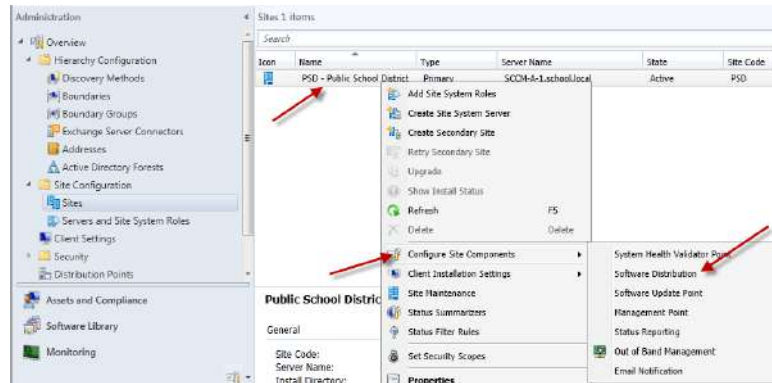 Administration
Overview
Hierarchy Configuration
Discovery Methods
Boundaries
Boundary Groups
Exchange Server Connectors
Addresses
Active Directory Forests
Site Configuration
Sites
Servers and Site System Roles
Client Settings
Security
Distribution Points
Assets and Compliance
Software Library
Monitoring
Sites 1 items
Search
Icon Name Type Server Name State Site Code
PSD - Public School District Primary SCCM-A-1.school.local Active PSD
Add Site System Roles
Create Site System Server
Create Secondary Site
Retry Secondary Site
Upgrade
Show Install Status
Refresh F5
Delete Delete
Configure Site Components
Client Installation Settings
Site Maintenance
Status Summarizers
Status Filter Rules
Set Security Scopes
Properties
System Health Validator Point
Software Distribution
Software Update Point
Management Point
Status Reporting
Out of Band Management
Email Notification
Public School Distric
General
Site Code:
Server Name:
Install Directory: